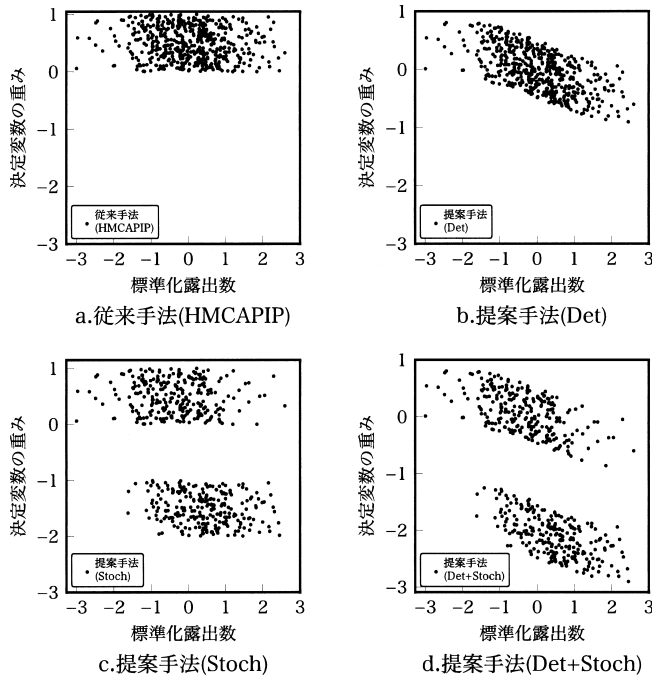 1
0
−1
−2
−3
決定変数の重み
従来手法
(HMCAPIP)
−3 −2 −1 0 1 2 3
標準化露出数
a.従来手法(HMCAPIP)
1
0
−1
−2
−3
決定変数の重み
提案手法
(Det)
−3 −2 −1 0 1 2 3
標準化露出数
b.提案手法(Det)
1
0
−1
−2
−3
決定変数の重み
提案手法
(Stoch)
−3 −2 −1 0 1 2 3
標準化露出数
c.提案手法(Stoch)
1
0
−1
−2
−3
決定変数の重み
提案手法
(Det+Stoch)
−3 −2 −1 0 1 2 3
標準化露出数
d.提案手法(Det+Stoch)